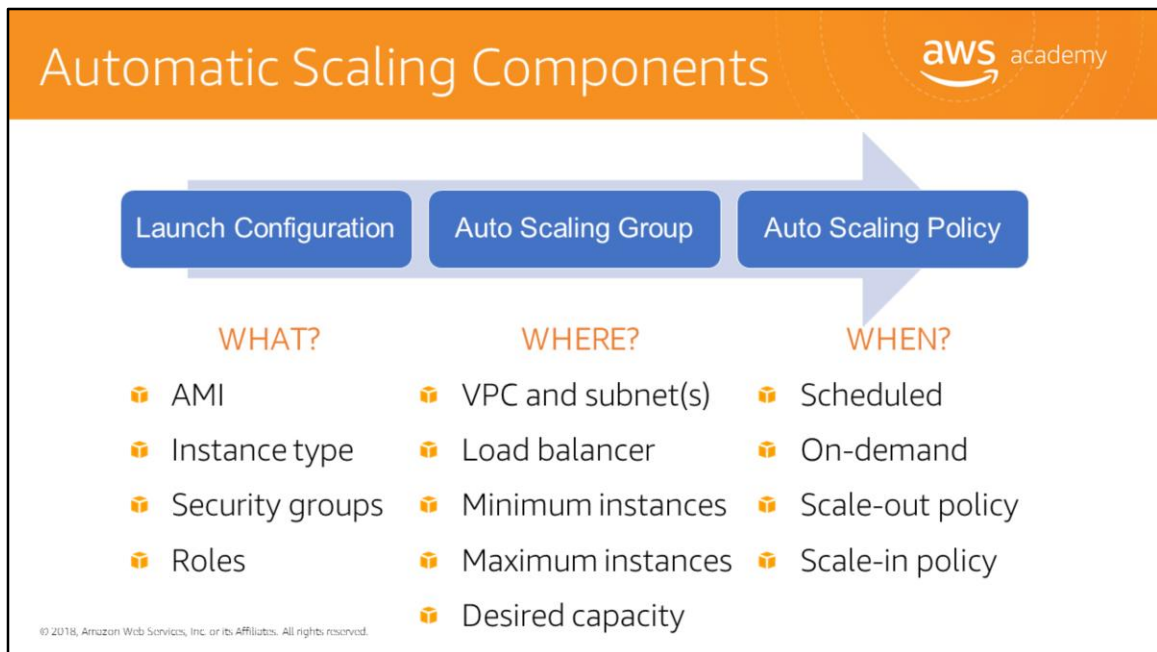 Automatic Scaling Components
aws academy
Launch Configuration
Auto Scaling Group
Auto Scaling Policy
WHAT?
AMI
Instance type
Security groups
Roles
WHERE?
VPC and subnet(s)
Load balancer
Minimum instances
Maximum instances
Desired capacity
WHEN?
Scheduled
On-demand
Scale-out policy
Scale-in policy
© 2018, Amazon Web Services, Inc. or its Affiliates. All rights reserved.